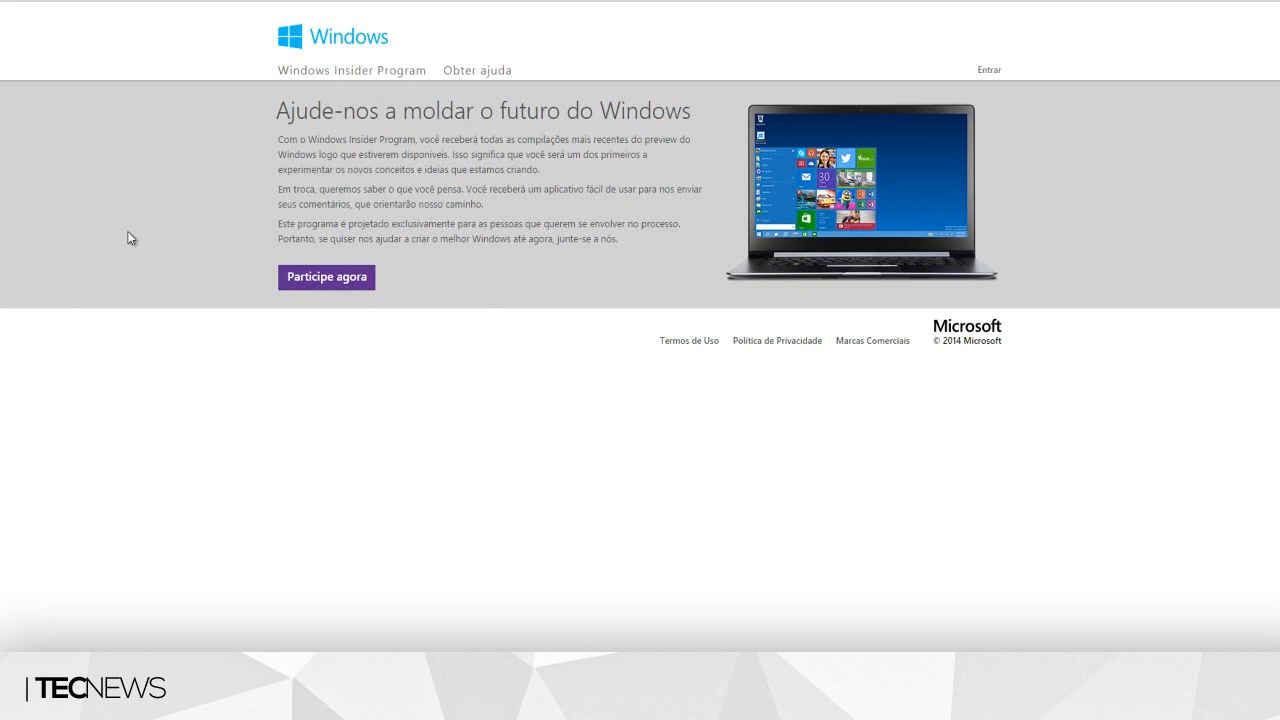 Windows
Windows Insider Program Obter ajuda
Entrar
Ajude-nos a moldar o futuro do Windows
Com o Windows Insider Program, você receberá todas as compilações mais recentes do preview do
Windows logo que estiverem disponíveis. Isso significa que você será um dos primeiros a
experimentar os novos conceitos e ideias que estamos criando.
Em troca, queremos saber o que você pensa. Você receberá um aplicativo fácil de usar para nos enviar
seus comentários, que orientarão nosso caminho.
Este programa é projetado exclusivamente para as pessoas que querem se envolver no processo.
Portanto, se quiser nos ajudar a criar o melhor Windows até agora, junte-se a nós.
Participe agora
Microsoft
Termos de Uso Política de Privacidade Marcas Comerciais © 2014 Microsoft
| TECNEWS